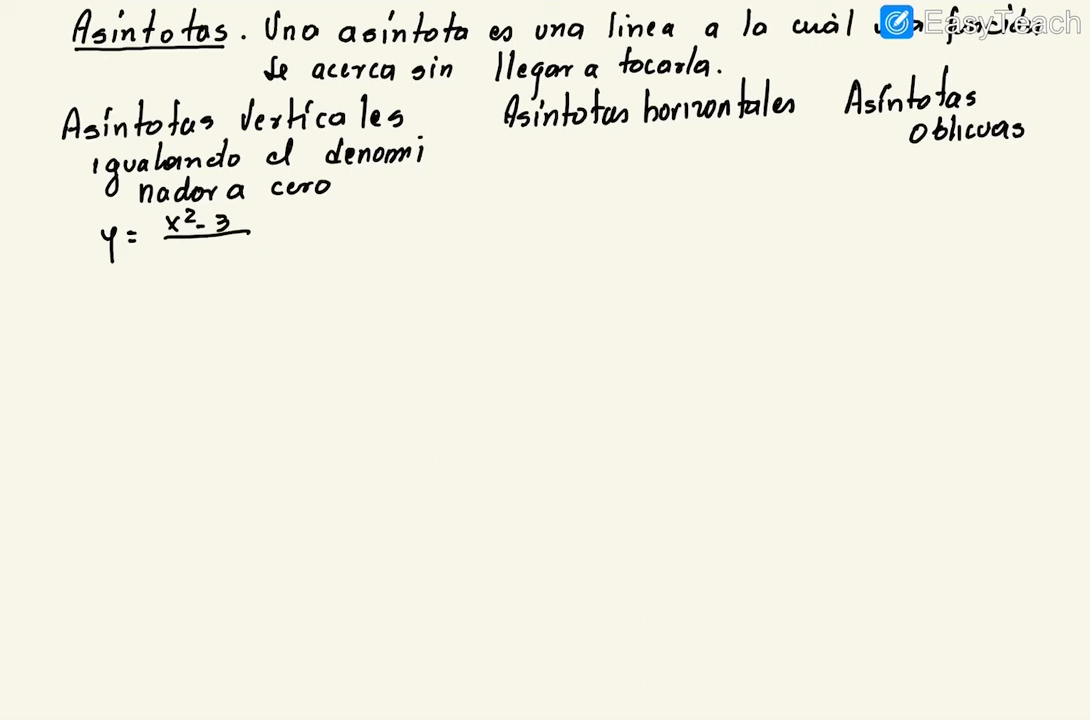 Asíntotas. Una asíntota es una linea a la cuàl función
se acerca sin llegar a tocarla.
Asíntotas verticales
igualando el denomi
nador a cero
y = x²- 3
Asíntotas horizontales
Asíntotas
oblicuas
EasyTeach